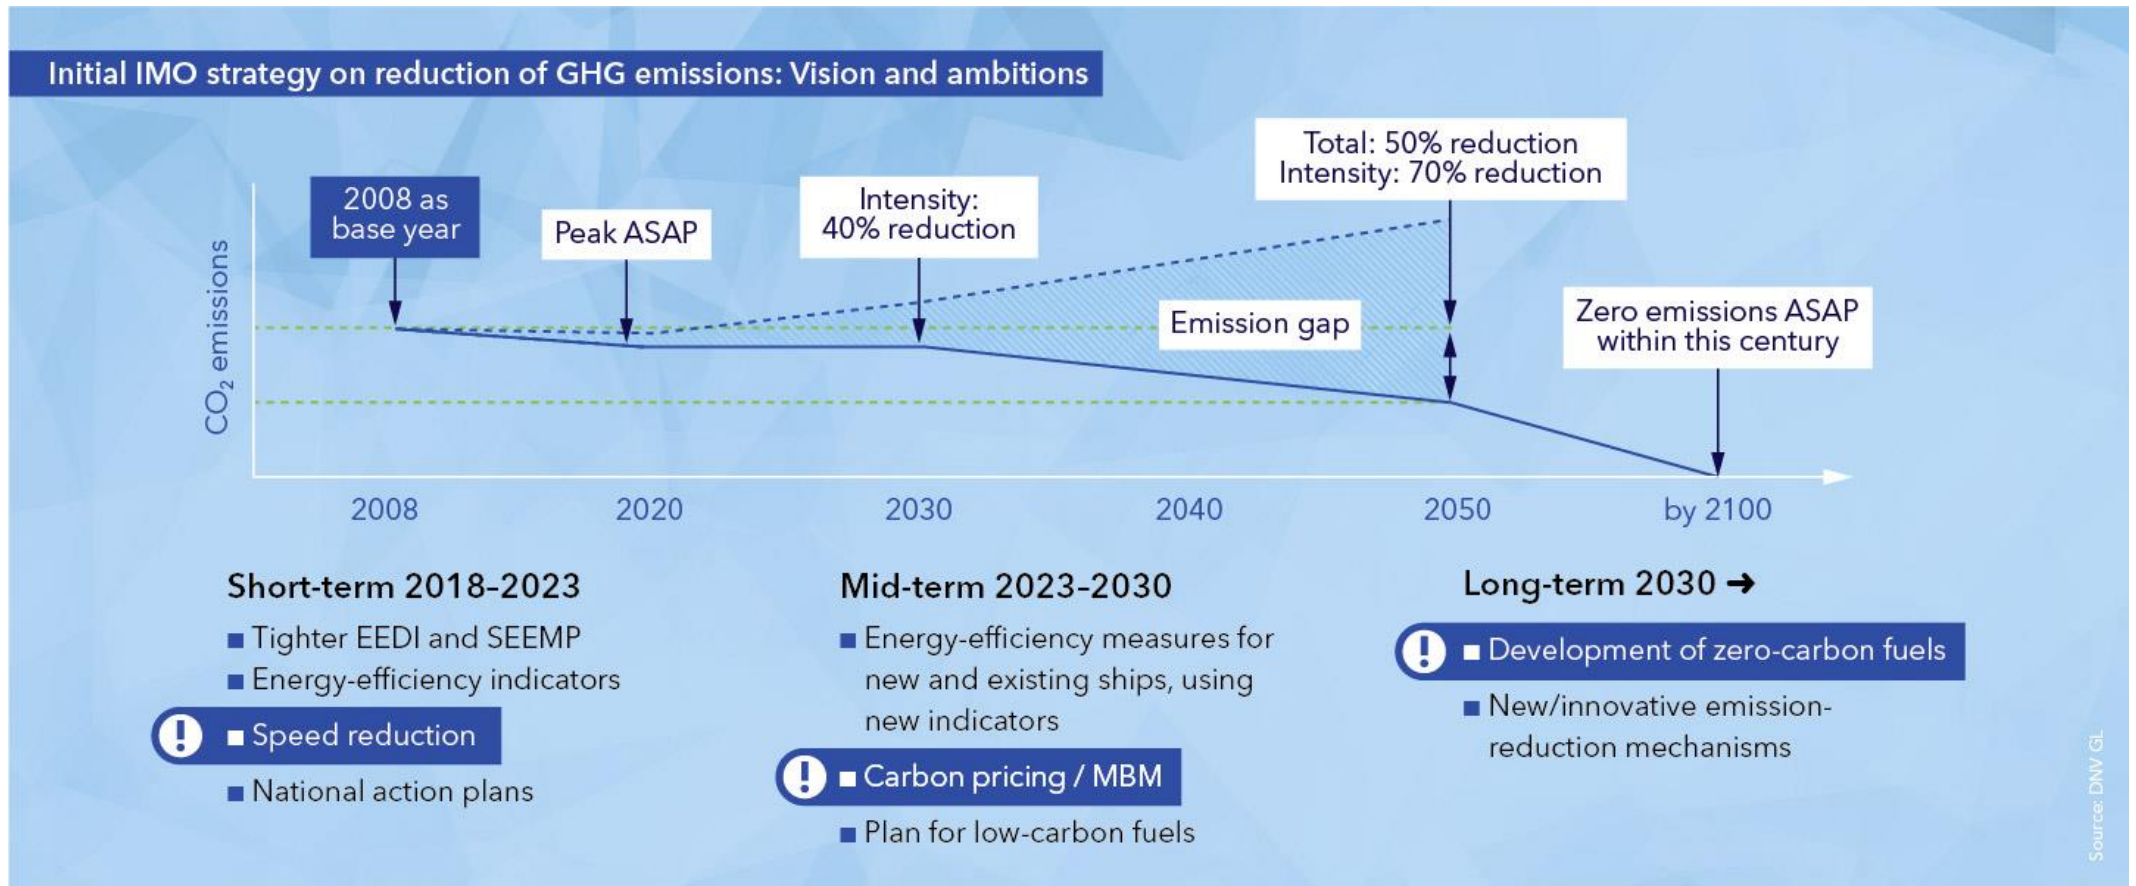 Initial IMO strategy on reduction of GHG emissions: Vision and ambitions
Total: 50% reduction
Intensity: 70% reduction
2008 as
base year
Peak ASAP
Intensity:
40% reduction
Emission gap
Zero emissions ASAP
within this century
CO₂ emissions
2008
2020
2030
2040
2050
by 2100
Short-term 2018–2023
■ Tighter EEDI and SEEMP
■ Energy-efficiency indicators
! ■ Speed reduction
■ National action plans
Mid-term 2023–2030
■ Energy-efficiency measures for
new and existing ships, using
new indicators
! ■ Carbon pricing / MBM
■ Plan for low-carbon fuels
Long-term 2030 ➜
! ■ Development of zero-carbon fuels
■ New/innovative emission-
reduction mechanisms
Source: DNV GL